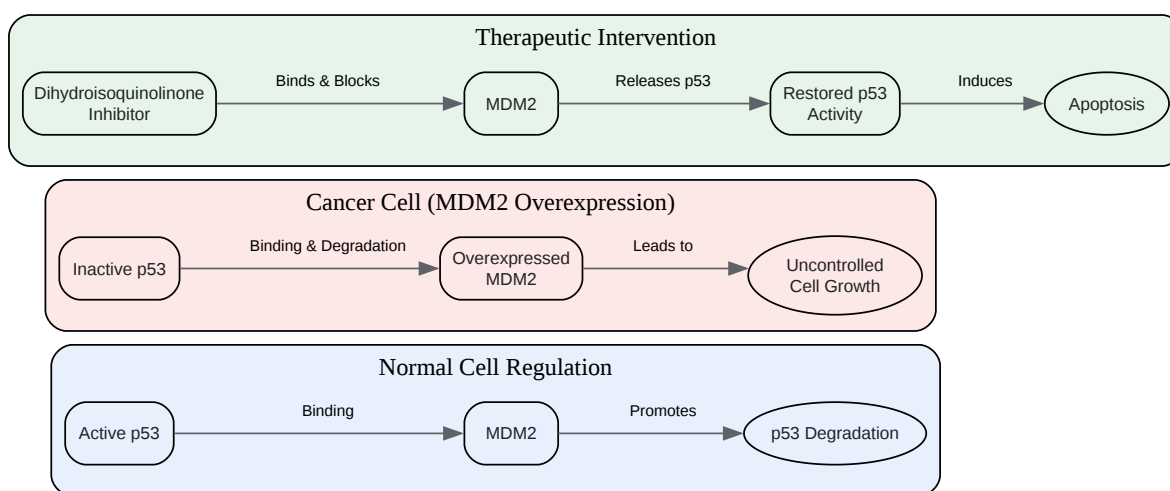 Therapeutic Intervention
Dihydroisoquinolinone
Inhibitor
Binds & Blocks
MDM2
Releases p53
Restored p53
Activity
Induces
Apoptosis
Cancer Cell (MDM2 Overexpression)
Inactive p53
Binding & Degradation
Overexpressed
MDM2
Leads to
Uncontrolled
Cell Growth
Normal Cell Regulation
Active p53
Binding
MDM2
Promotes
p53 Degradation